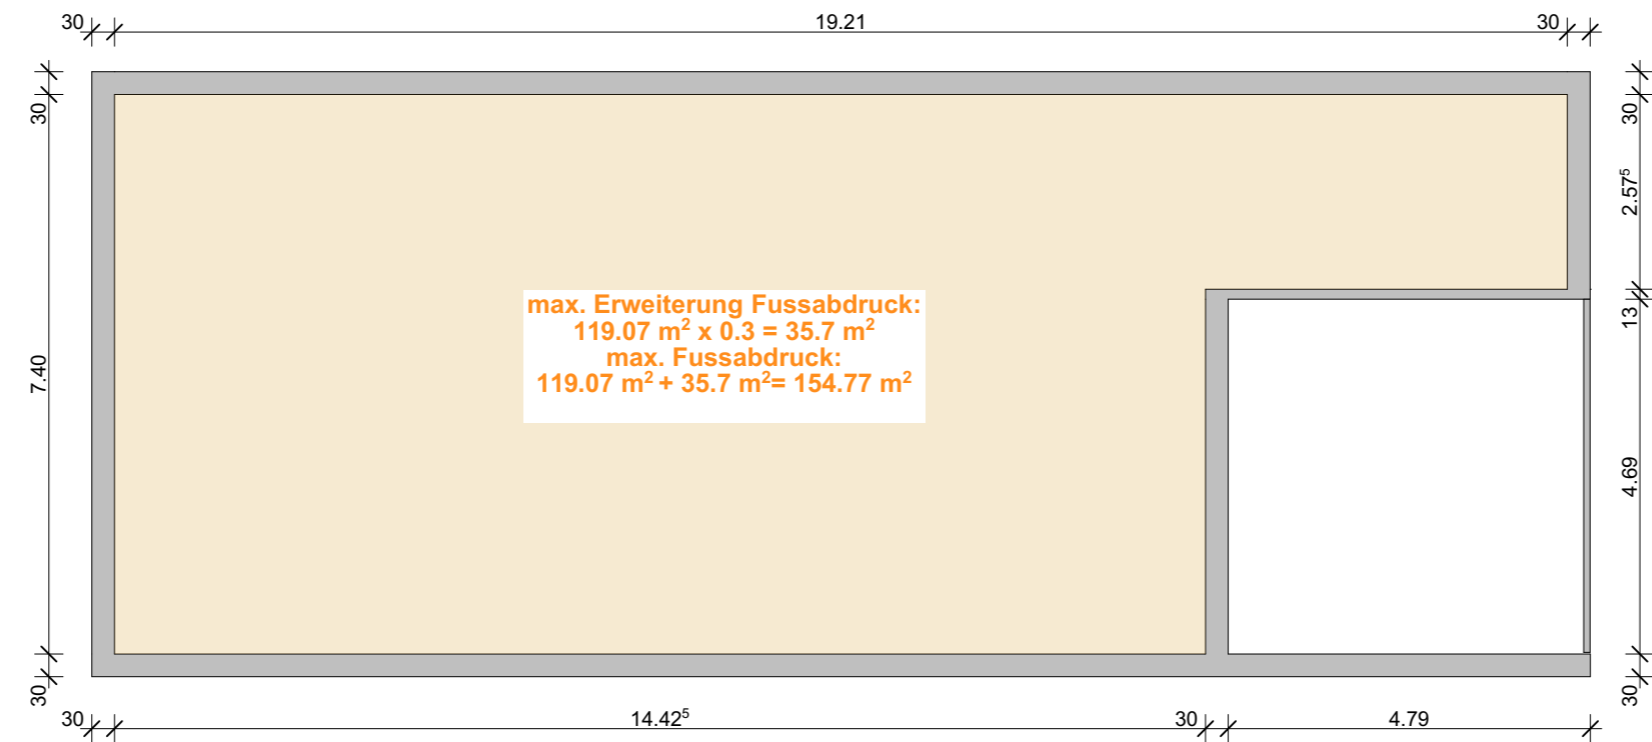 30 19.21 30
30
7.40
30
max. Erweiterung Fussabdruck:
119.07 m² x 0.3 = 35.7 m²
max. Fussabdruck:
119.07 m² + 35.7 m²= 154.77 m²
30
2.57⁵
13⁵
4.69
30
30 14.42⁵ 30 4.79